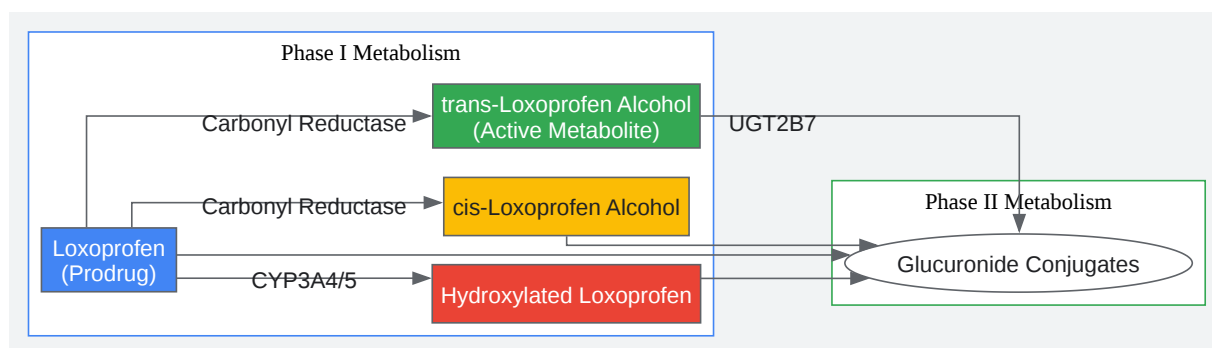 Phase I Metabolism
trans-Loxoprofen Alcohol
(Active Metabolite)
Carbonyl Reductase
UGT2B7
cis-Loxoprofen Alcohol
Carbonyl Reductase
Phase II Metabolism
Loxoprofen
(Prodrug)
CYP3A4/5
Hydroxylated Loxoprofen
Glucuronide Conjugates